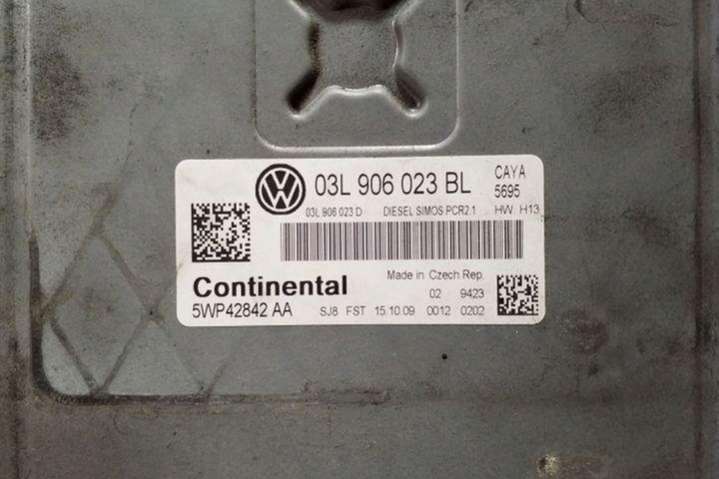 03L 906 023 BL CAYA
5695
03L 906 023 D DIESEL SIMOS PCR2.1 HW. H13
Continental Made in Czech Rep.
02 9423
5WP42842 AA SJ8 FST 15.10.09 0012 0202